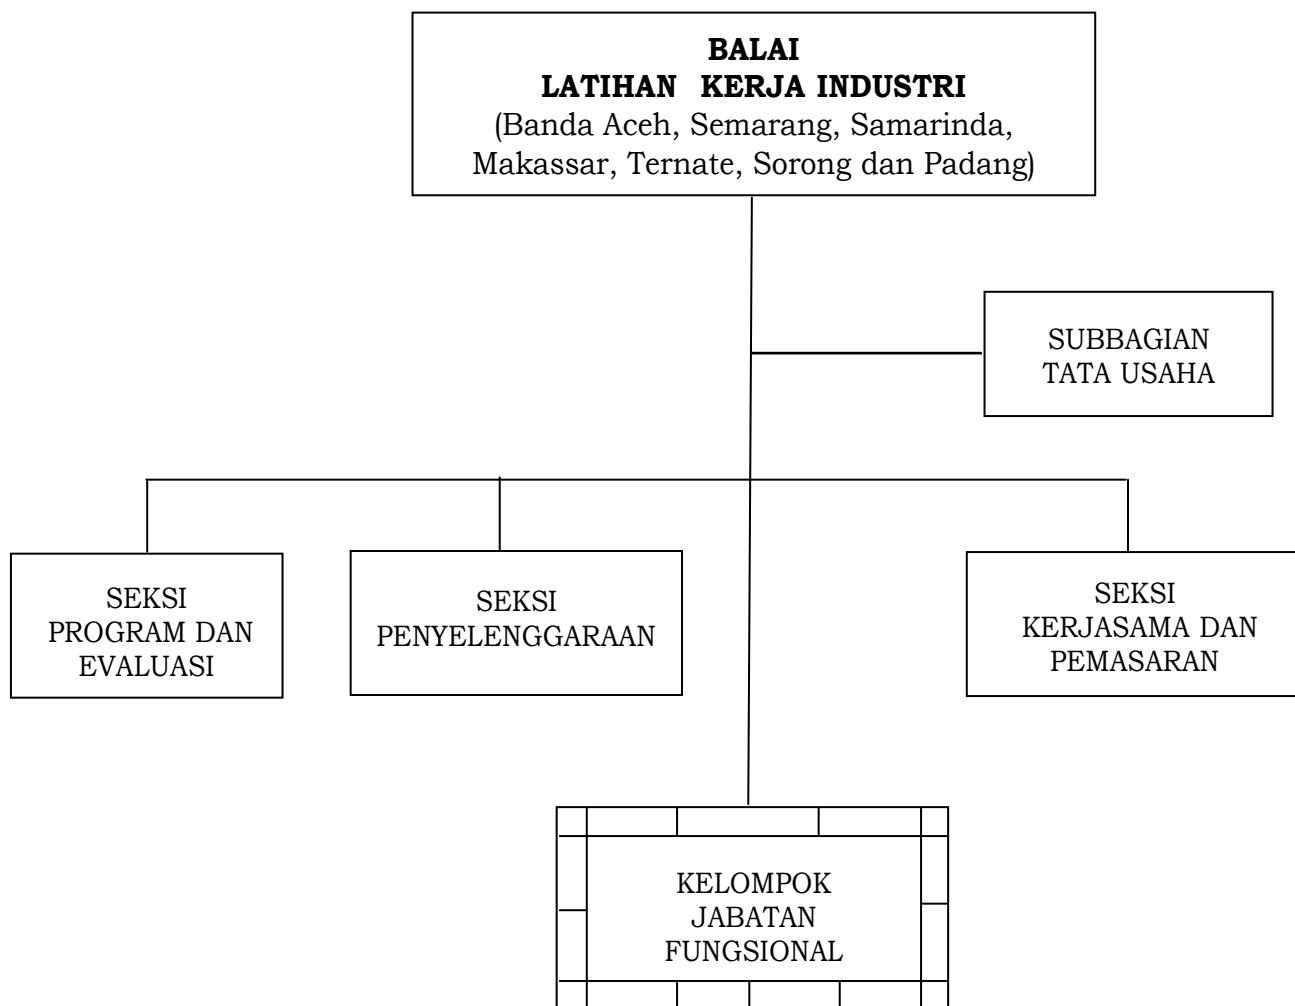 BALAI
LATIHAN KERJA INDUSTRI
(Banda Aceh, Semarang, Samarinda,
Makassar, Ternate, Sorong dan Padang)
SUBBAGIAN
TATA USAHA
SEKSI
PROGRAM DAN
EVALUASI
SEKSI
PENYELENGGARAAN
SEKSI
KERJASAMA DAN
PEMASARAN
KELOMPOK
JABATAN
FUNGSIONAL